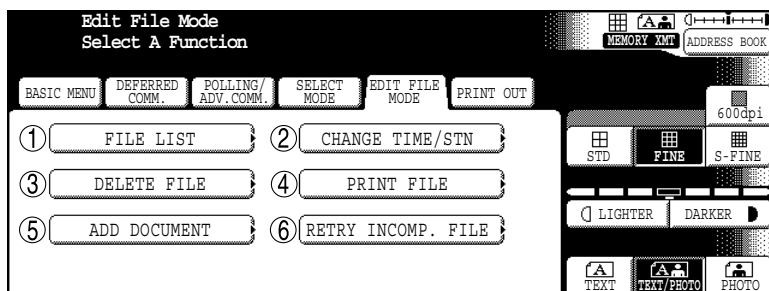 Edit File Mode
Select A Function
MEMORY XMT
ADDRESS BOOK
BASIC MENU
DEFERRED
COMM.
POLLING/
ADV.COMM.
SELECT
MODE
EDIT FILE
MODE
PRINT OUT
600dpi
① FILE LIST
② CHANGE TIME/STN
STD
FINE
S-FINE
③ DELETE FILE
④ PRINT FILE
LIGHTER
DARKER
⑤ ADD DOCUMENT
⑥ RETRY INCOMP. FILE
TEXT
TEXT/PHOTO
PHOTO